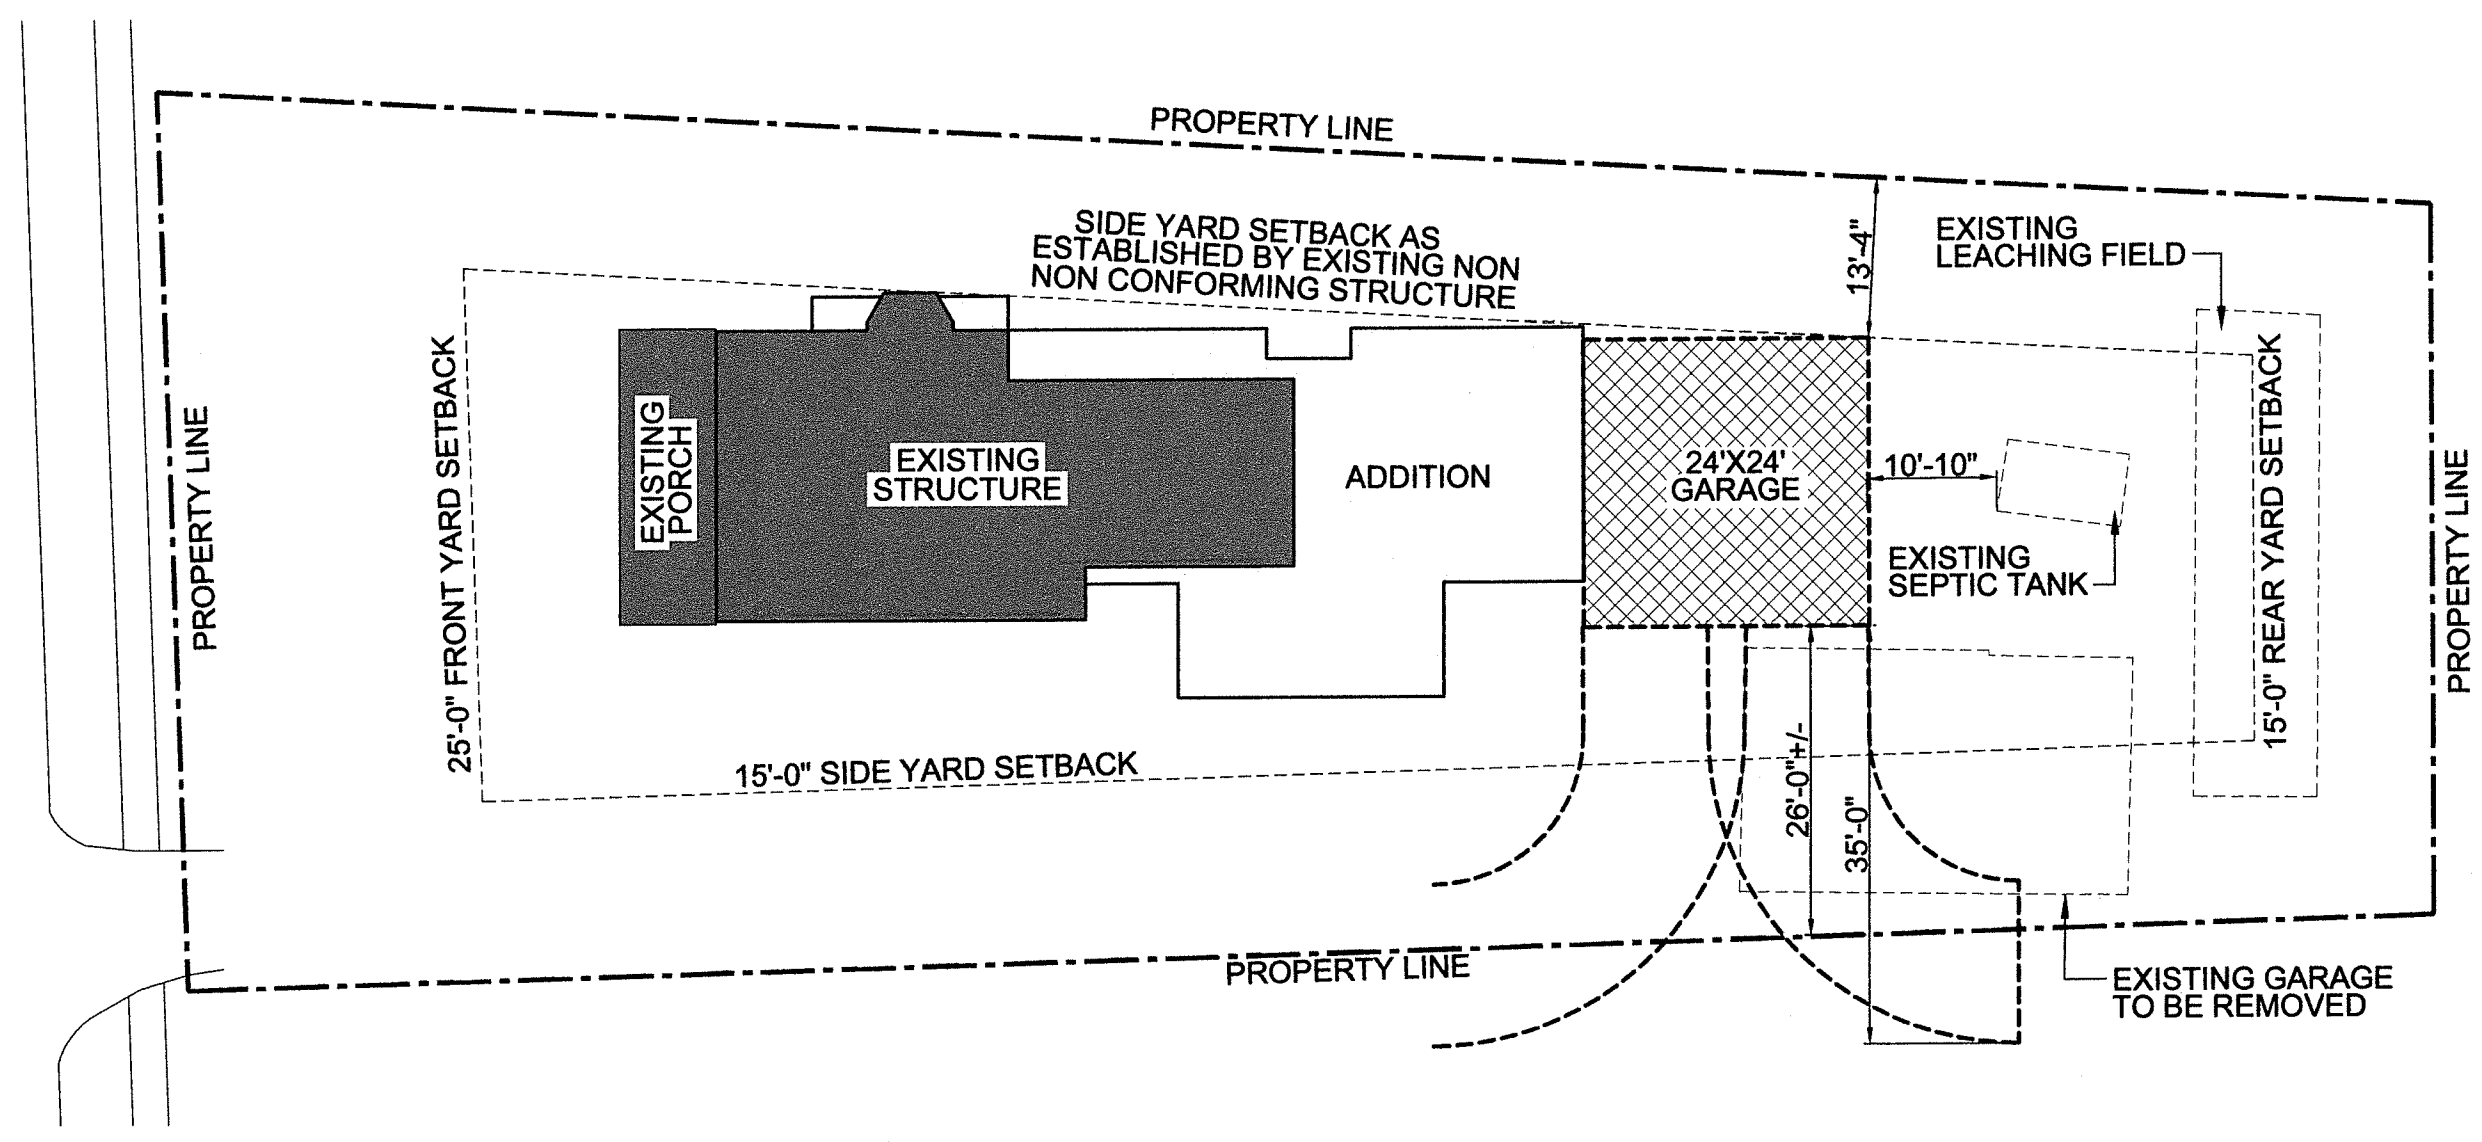 PROPERTY LINE
SIDE YARD SETBACK AS
ESTABLISHED BY EXISTING NON
NON CONFORMING STRUCTURE
13'-4"
EXISTING
LEACHING FIELD
PROPERTY LINE
25'-0" FRONT YARD SETBACK
EXISTING
PORCH
EXISTING
STRUCTURE
ADDITION
24'X24'
GARAGE
10'-10"
EXISTING
SEPTIC TANK
15'-0" REAR YARD SETBACK
PROPERTY LINE
15'-0" SIDE YARD SETBACK
26'-0"+/-
35'-0"
PROPERTY LINE
EXISTING GARAGE
TO BE REMOVED